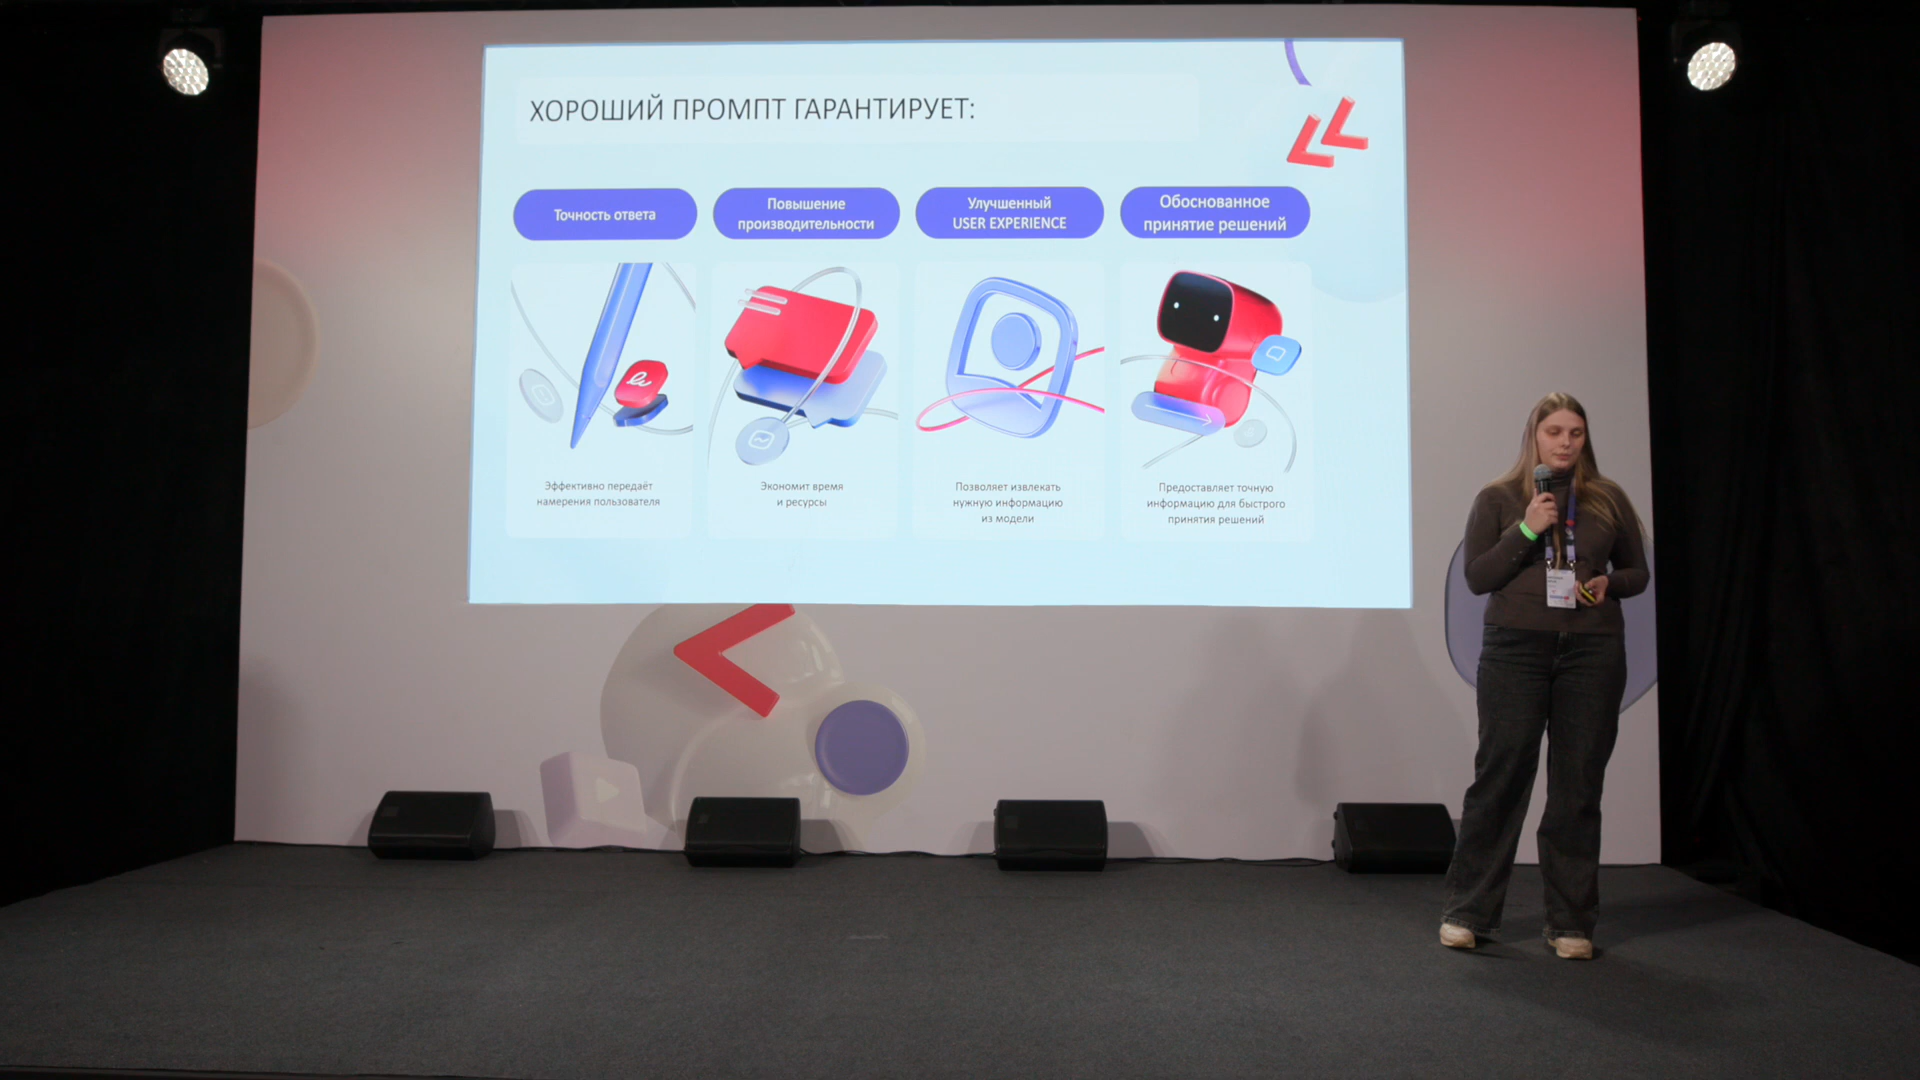 ХОРОШИЙ ПРОМПТ ГАРАНТИРУЕТ:
Точность ответа
Эффективно передаёт
намерения пользователя
Повышение
производительности
Экономит время
и ресурсы
Улучшенный
USER EXPERIENCE
Позволяет извлекать
нужную информацию
из модели
Обоснованное
принятие решений
Предоставляет точную
информацию для быстрого
принятия решений